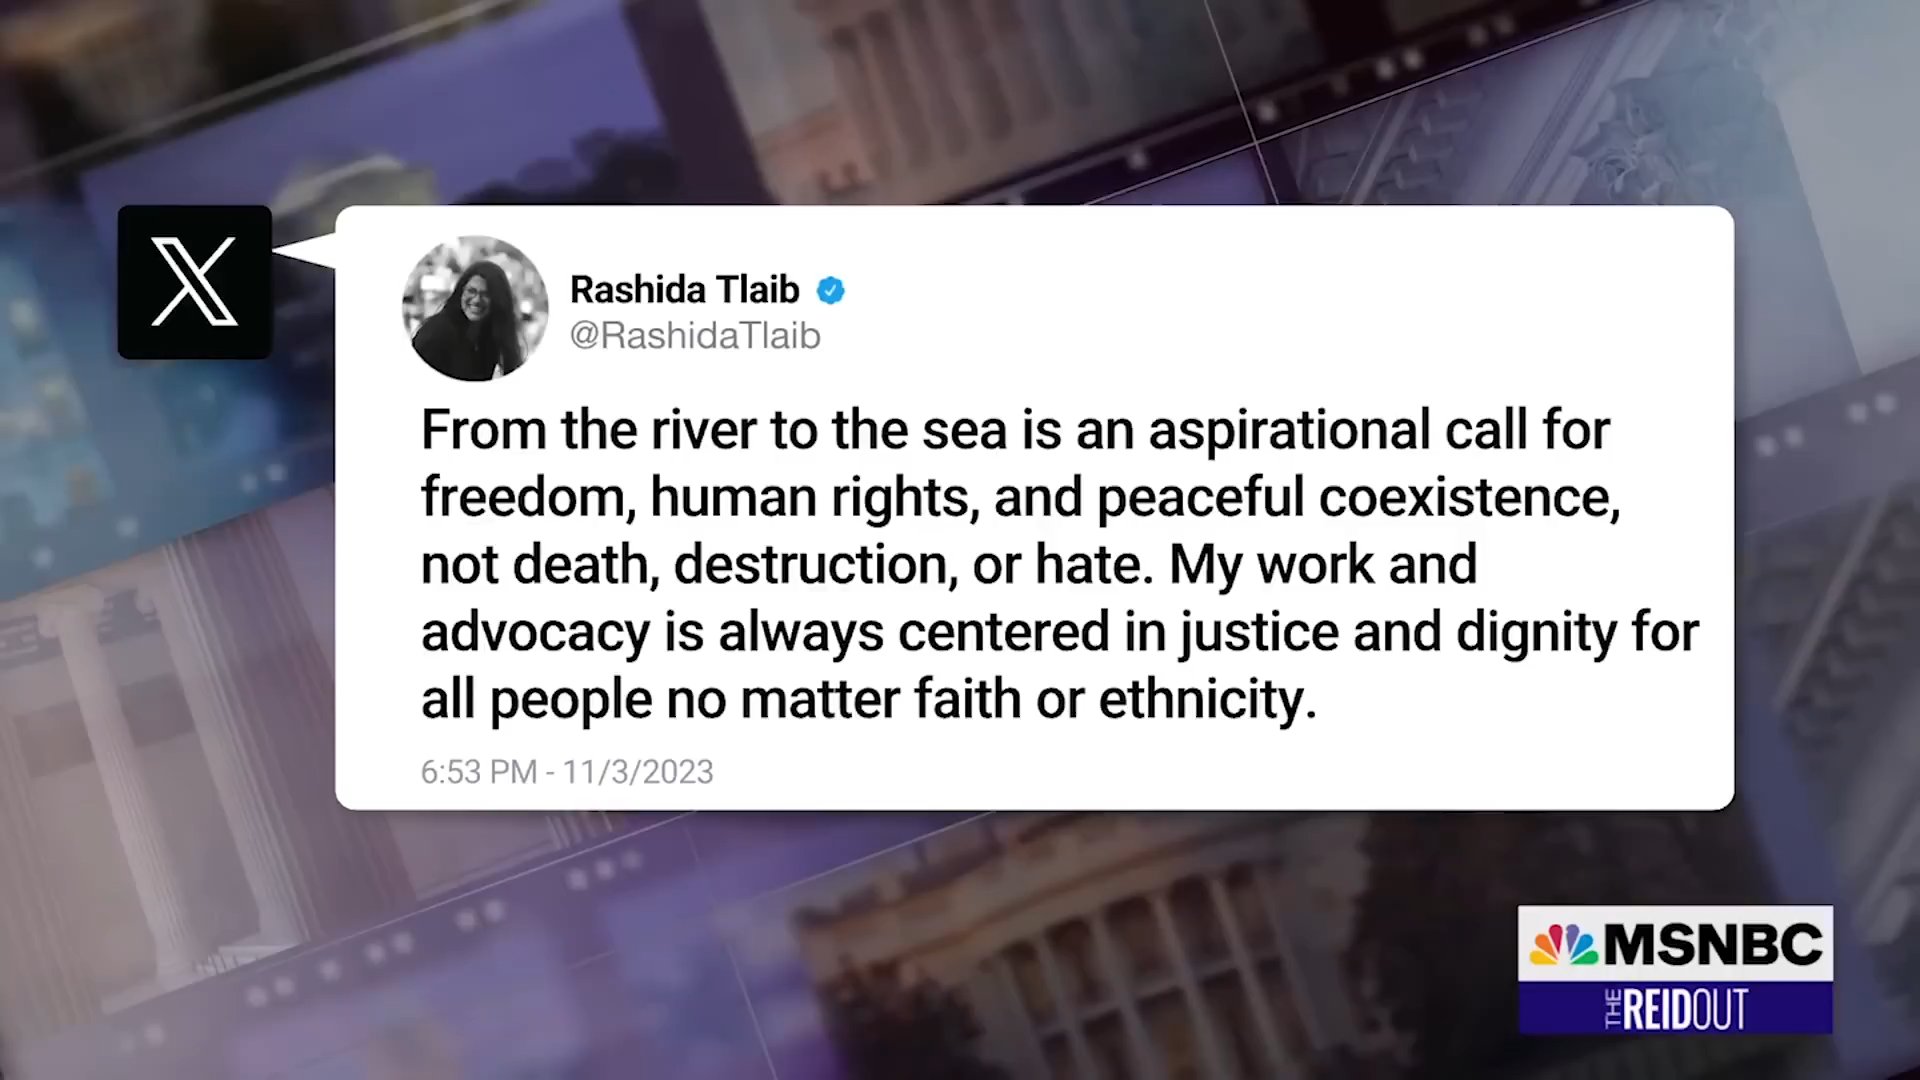 X
Rashida Tlaib
@RashidaTlaib
From the river to the sea is an aspirational call for
freedom, human rights, and peaceful coexistence,
not death, destruction, or hate. My work and
advocacy is always centered in justice and dignity for
all people no matter faith or ethnicity.
6:53 PM - 11/3/2023
MSNBC
THE REIDOUT